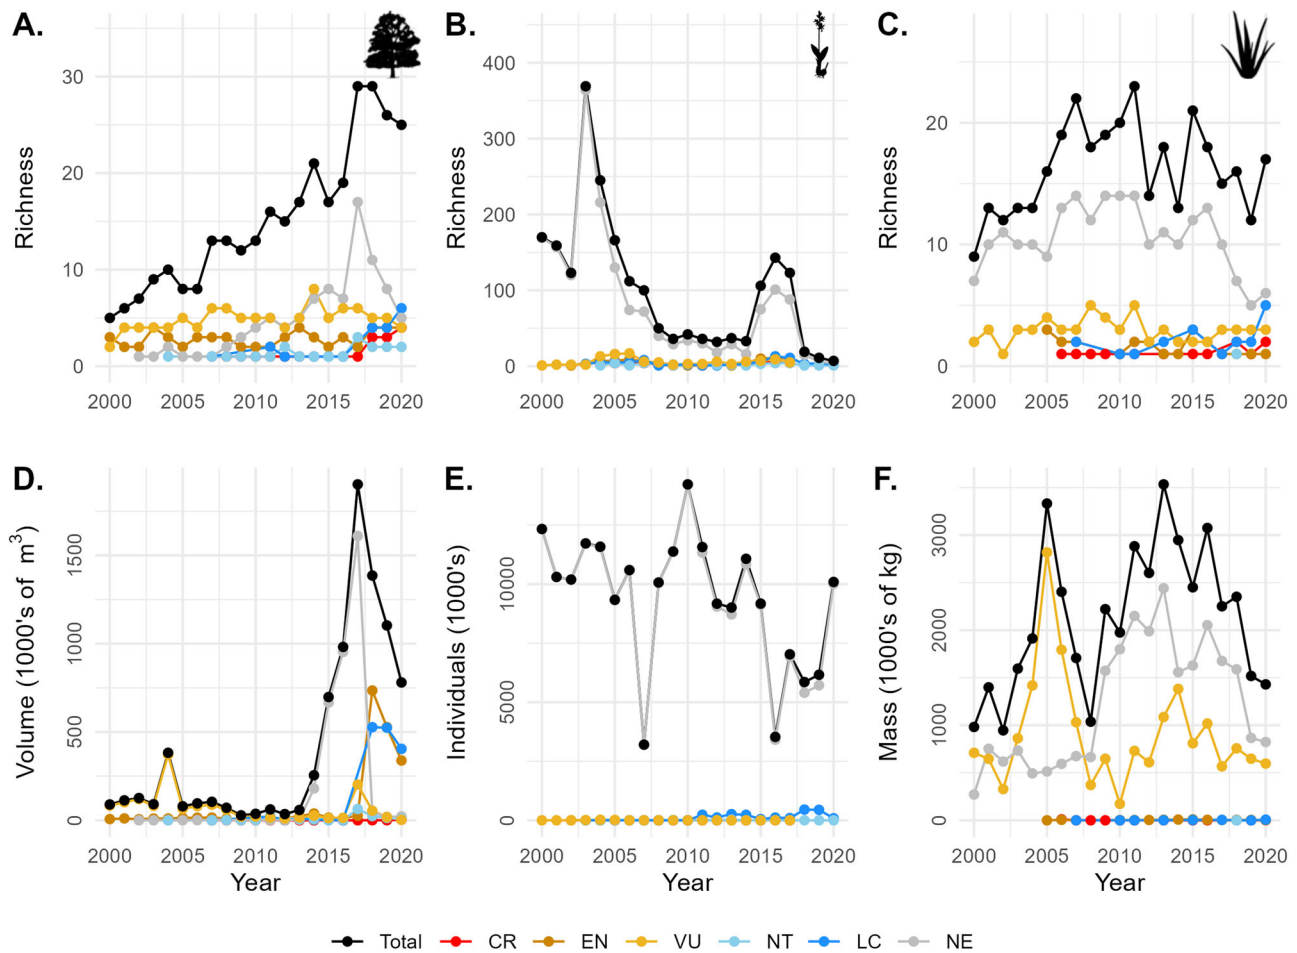 A.
B.
C.
Richness
30
20
10
0
2000 2005 2010 2015 2020
Richness
400
300
200
100
0
2000 2005 2010 2015 2020
Richness
20
10
0
2000 2005 2010 2015 2020
D.
E.
F.
Volume (1000's of m³)
1500
1000
500
0
2000 2005 2010 2015 2020
Year
Individuals (1000's)
10000
5000
0
2000 2005 2010 2015 2020
Year
Mass (1000's of kg)
3000
2000
1000
0
2000 2005 2010 2015 2020
Year
Total CR EN VU NT LC NE